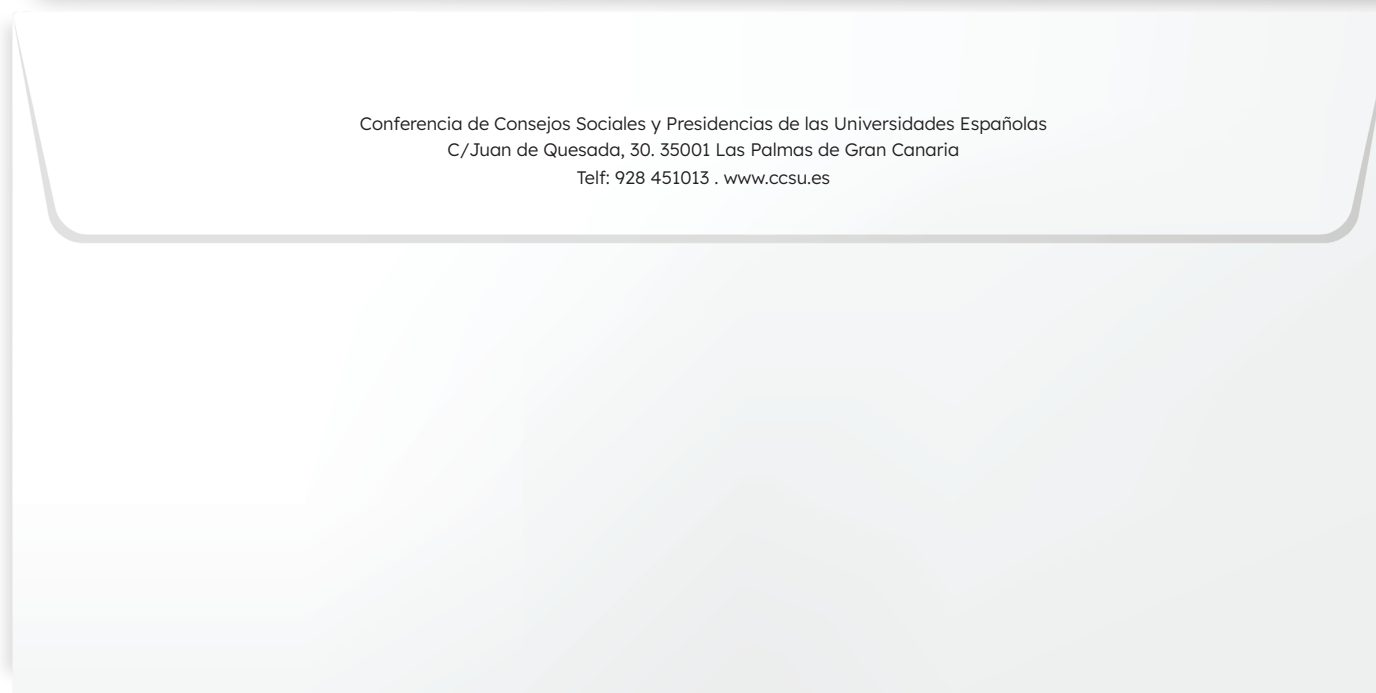 Conferencia de Consejos Sociales y Presidencias de las Universidades Españolas
C/Juan de Quesada, 30. 35001 Las Palmas de Gran Canaria
Telf: 928 451013 . www.ccsu.es